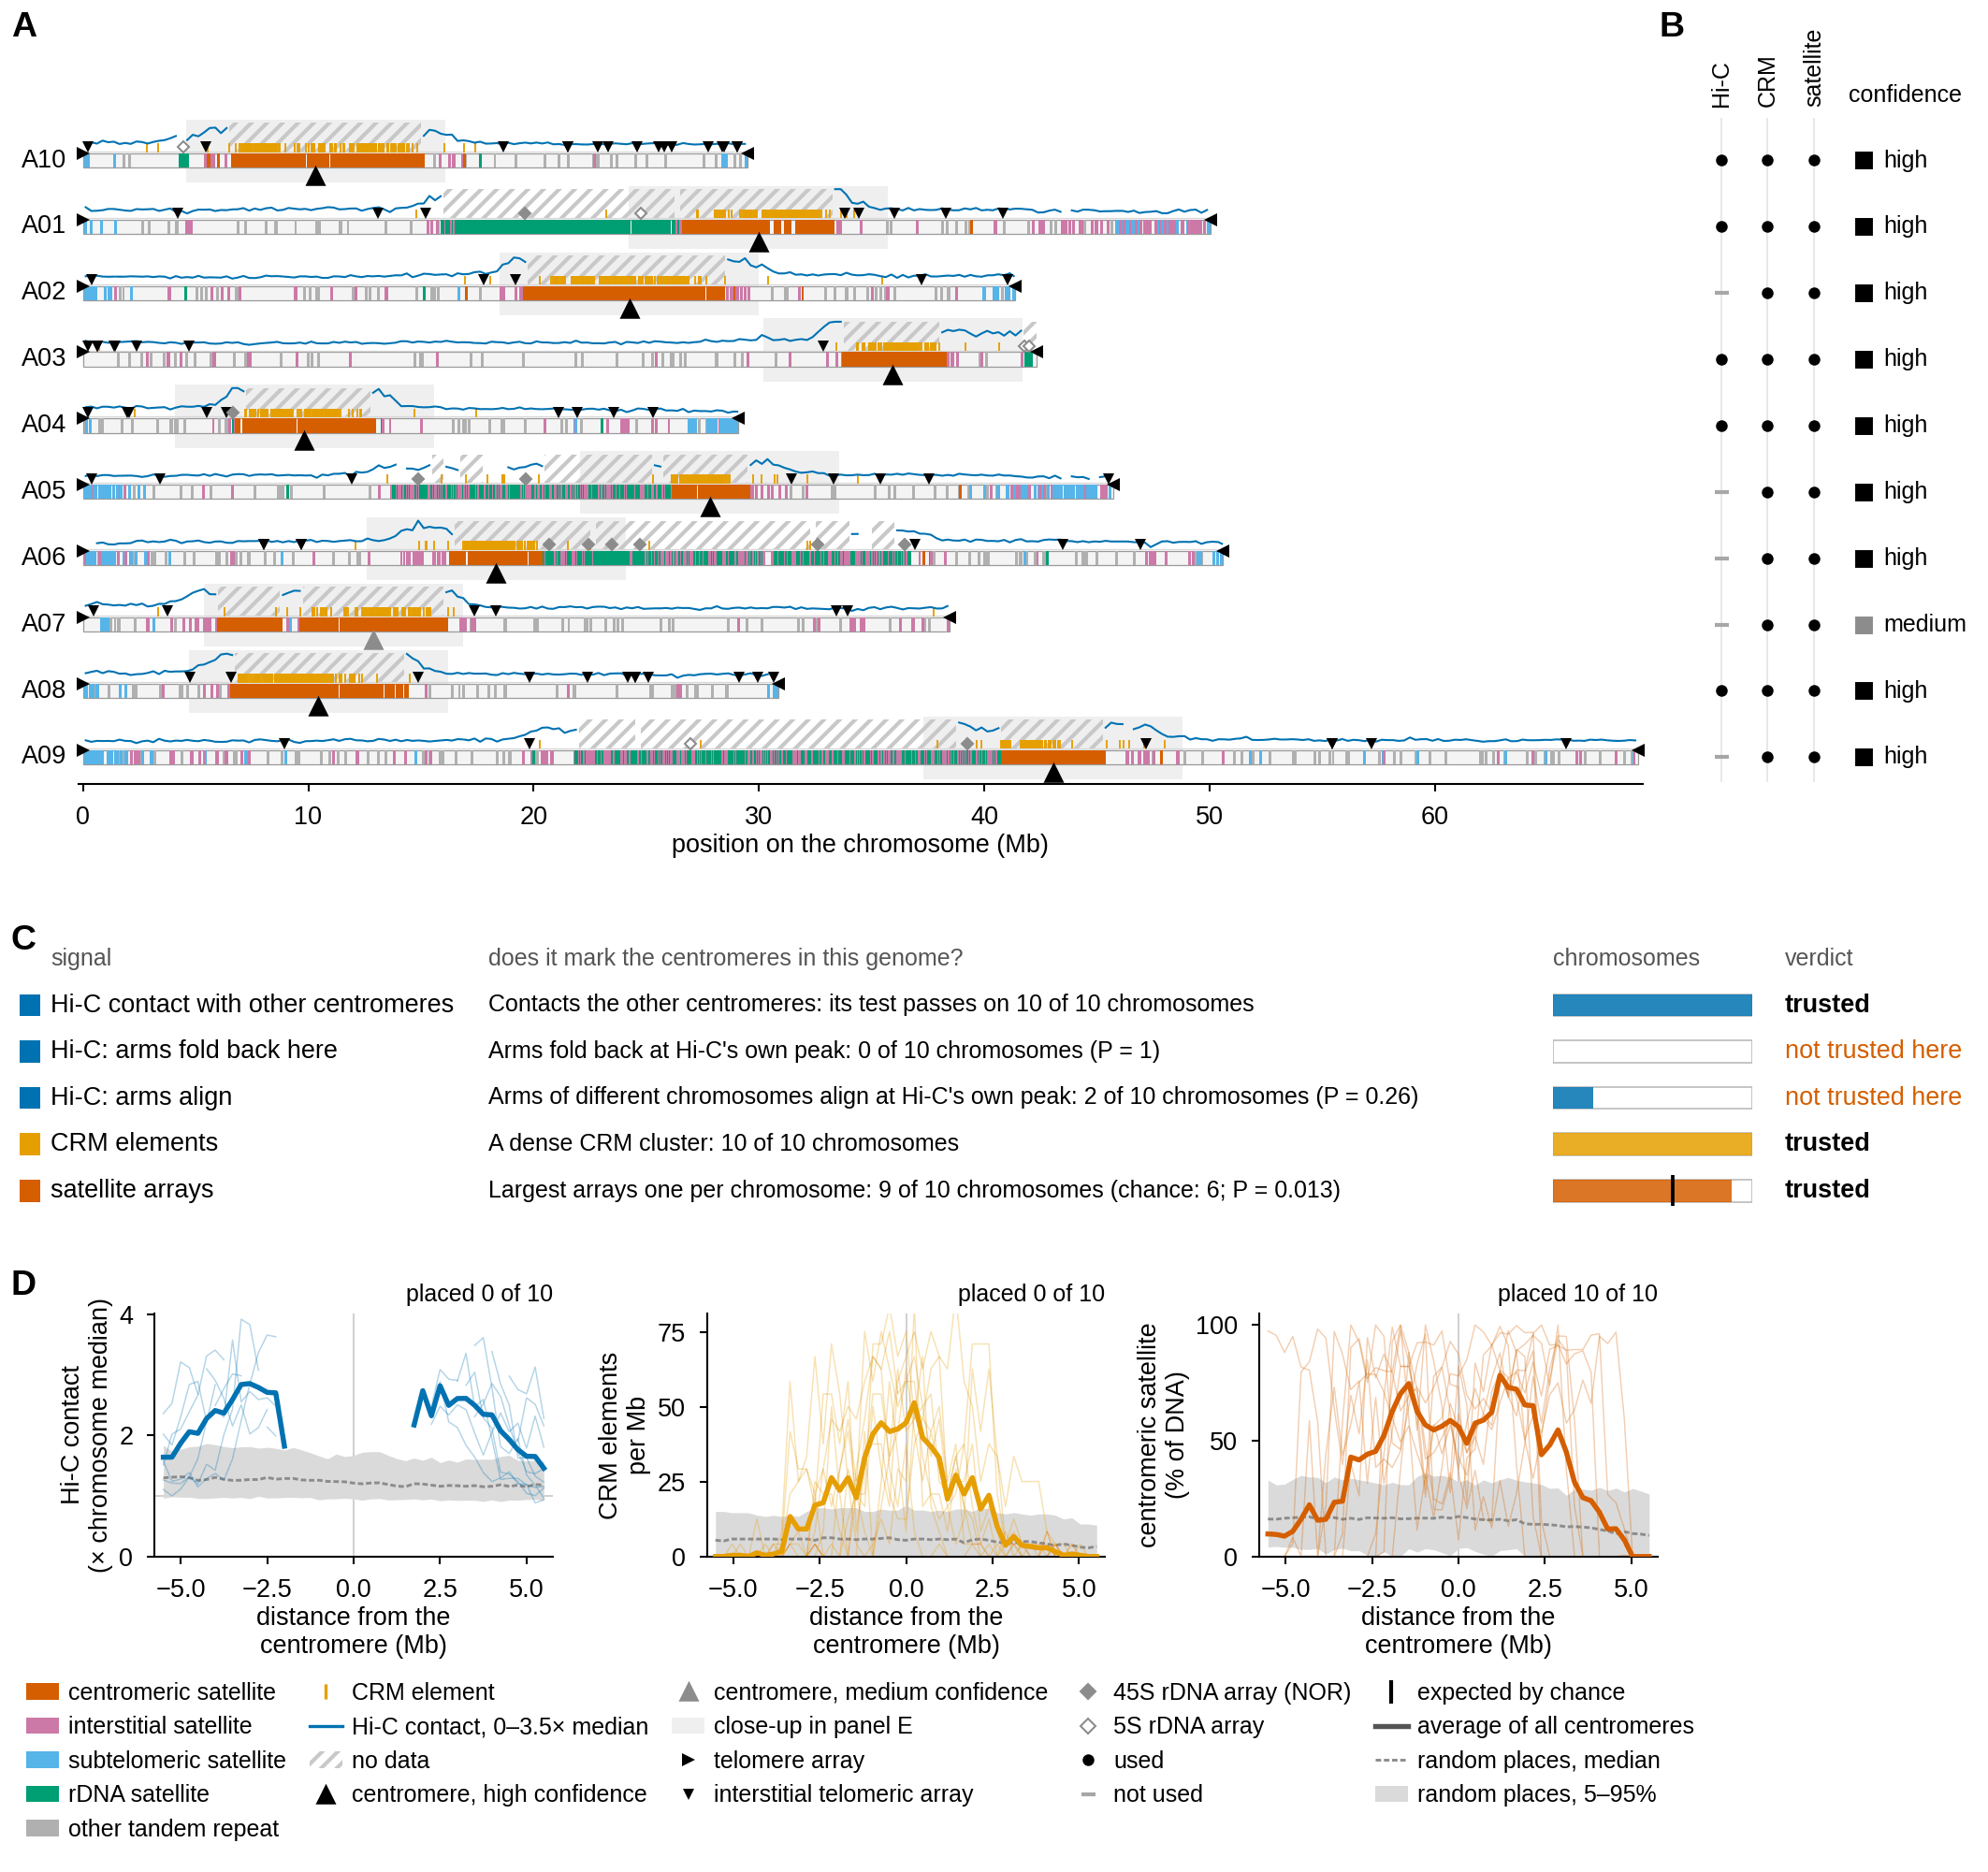 A
B
Hi-C
CRM
satellite
confidence
A10
high
A01
high
A02
high
A03
high
A04
high
A05
high
A06
high
A07
medium
A08
high
A09
high
0
10
20
30
40
50
60
position on the chromosome (Mb)
C
signal
does it mark the centromeres in this genome?
chromosomes
verdict
Hi-C contact with other centromeres
Contacts the other centromeres: its test passes on 10 of 10 chromosomes
trusted
Hi-C: arms fold back here
Arms fold back at Hi-C's own peak: 0 of 10 chromosomes (P = 1)
not trusted here
Hi-C: arms align
Arms of different chromosomes align at Hi-C's own peak: 2 of 10 chromosomes (P = 0.26)
not trusted here
CRM elements
A dense CRM cluster: 10 of 10 chromosomes
trusted
satellite arrays
Largest arrays one per chromosome: 9 of 10 chromosomes (chance: 6; P = 0.013)
trusted
D
placed 0 of 10
Hi-C contact
(× chromosome median)
4
2
0
−5.0
−2.5
0.0
2.5
5.0
distance from the
centromere (Mb)
placed 0 of 10
CRM elements
per Mb
75
50
25
0
−5.0
−2.5
0.0
2.5
5.0
distance from the
centromere (Mb)
placed 10 of 10
centromeric satellite
(% of DNA)
100
50
0
−5.0
−2.5
0.0
2.5
5.0
distance from the
centromere (Mb)
centromeric satellite
interstitial satellite
subtelomeric satellite
rDNA satellite
other tandem repeat
CRM element
Hi-C contact, 0–3.5× median
no data
centromere, high confidence
centromere, medium confidence
close-up in panel E
telomere array
interstitial telomeric array
45S rDNA array (NOR)
5S rDNA array
used
not used
expected by chance
average of all centromeres
random places, median
random places, 5–95%